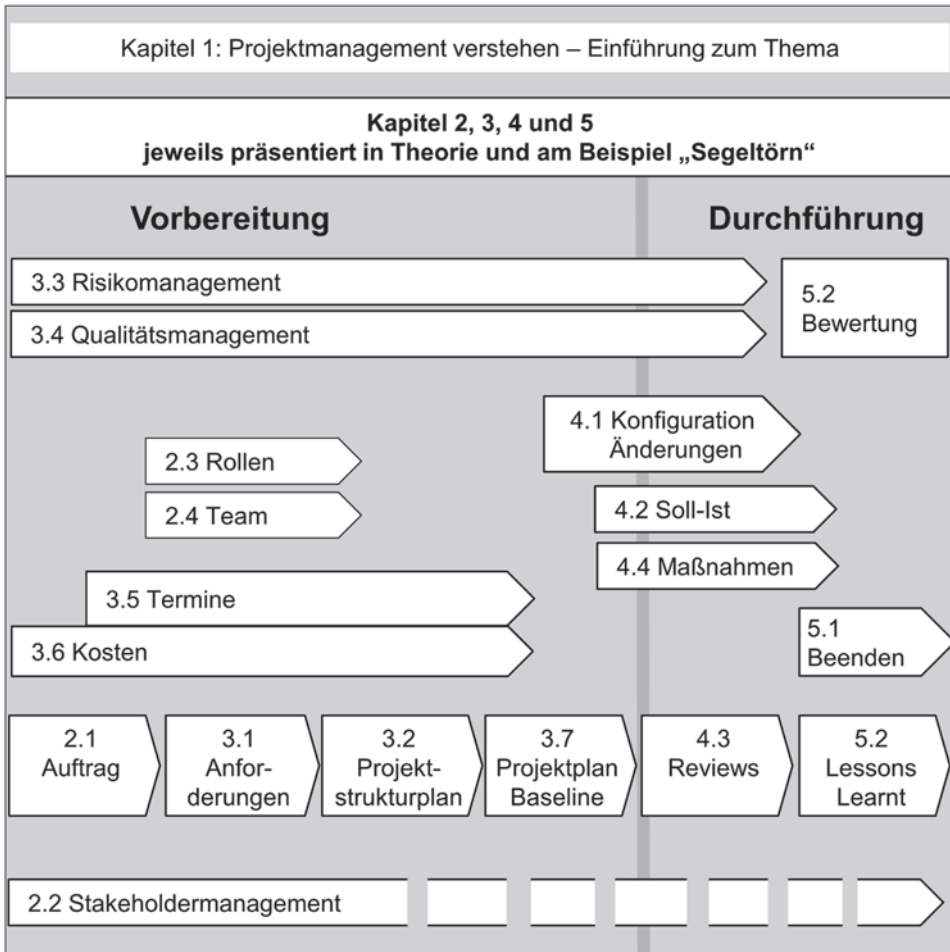 Kapitel 1: Projektmanagement verstehen – Einführung zum Thema
Kapitel 2, 3, 4 und 5
jeweils präsentiert in Theorie und am Beispiel „Segeltörn“
Vorbereitung
Durchführung
3.3 Risikomanagement
3.4 Qualitätsmanagement
5.2
Bewertung
4.1 Konfiguration
Änderungen
2.3 Rollen
2.4 Team
4.2 Soll-Ist
4.4 Maßnahmen
3.5 Termine
3.6 Kosten
5.1
Beenden
2.1
Auftrag
3.1
Anfor-
derungen
3.2
Projekt-
strukturplan
3.7
Projektplan
Baseline
4.3
Reviews
5.2
Lessons
Learnt
2.2 Stakeholdermanagement